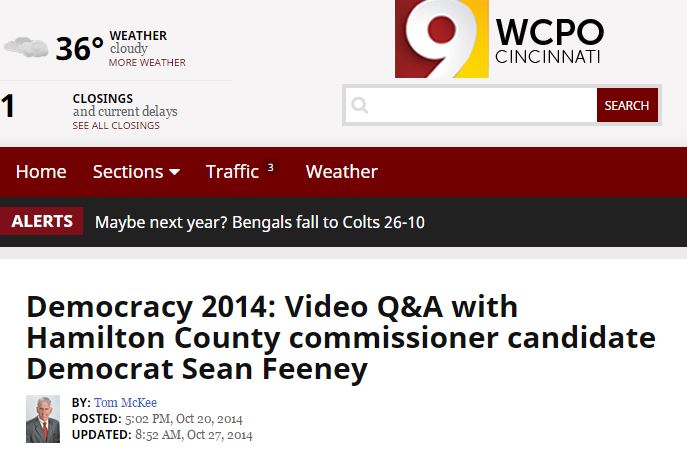 36°
WEATHER
cloudy
MORE WEATHER
9
WCPO
CINCINNATI
1
CLOSINGS
and current delays
SEE ALL CLOSINGS
SEARCH
Home Sections Traffic 3 Weather
ALERTS Maybe next year? Bengals fall to Colts 26-10
Democracy 2014: Video Q&A with
Hamilton County commissioner candidate
Democrat Sean Feeney
BY: Tom McKee
POSTED: 5:02 PM, Oct 20, 2014
UPDATED: 8:52 AM, Oct 27, 2014